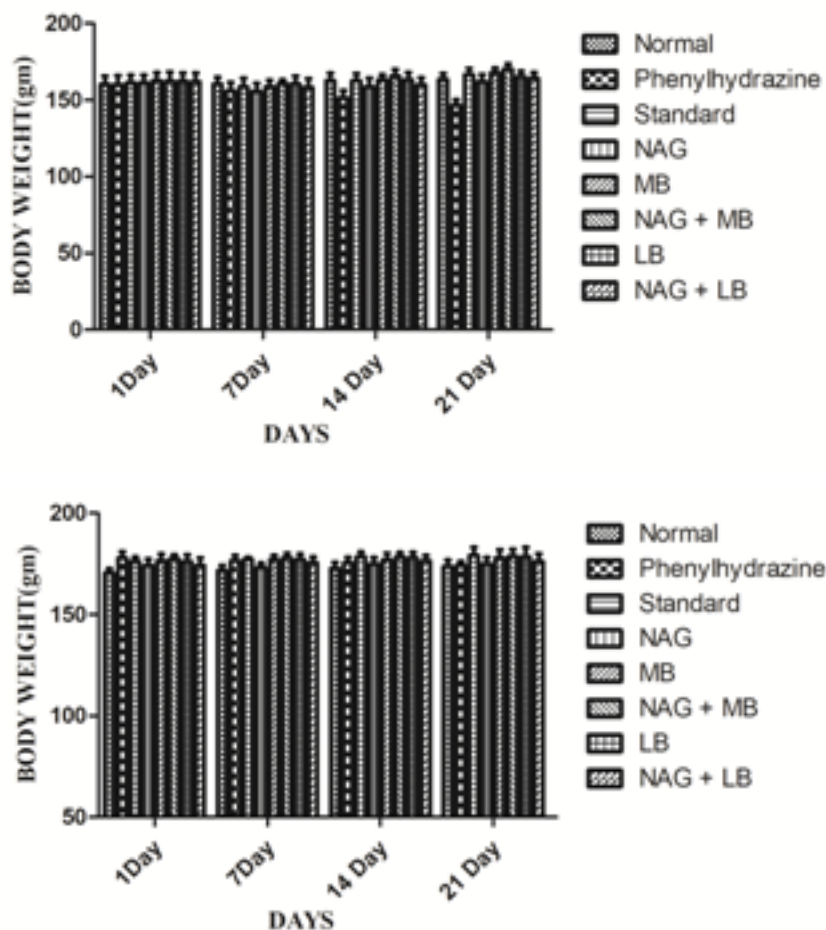 200
150
100
50
0
BODY WEIGHT(gm)
1Day
7Day
14 Day
21 Day
DAYS
Normal
Phenylhydrazine
Standard
NAG
MB
NAG + MB
LB
NAG + LB
200
150
100
50
BODY WEIGHT(gm)
1Day
7Day
14 Day
21 Day
DAYS
Normal
Phenylhydrazine
Standard
NAG
MB
NAG + MB
LB
NAG + LB